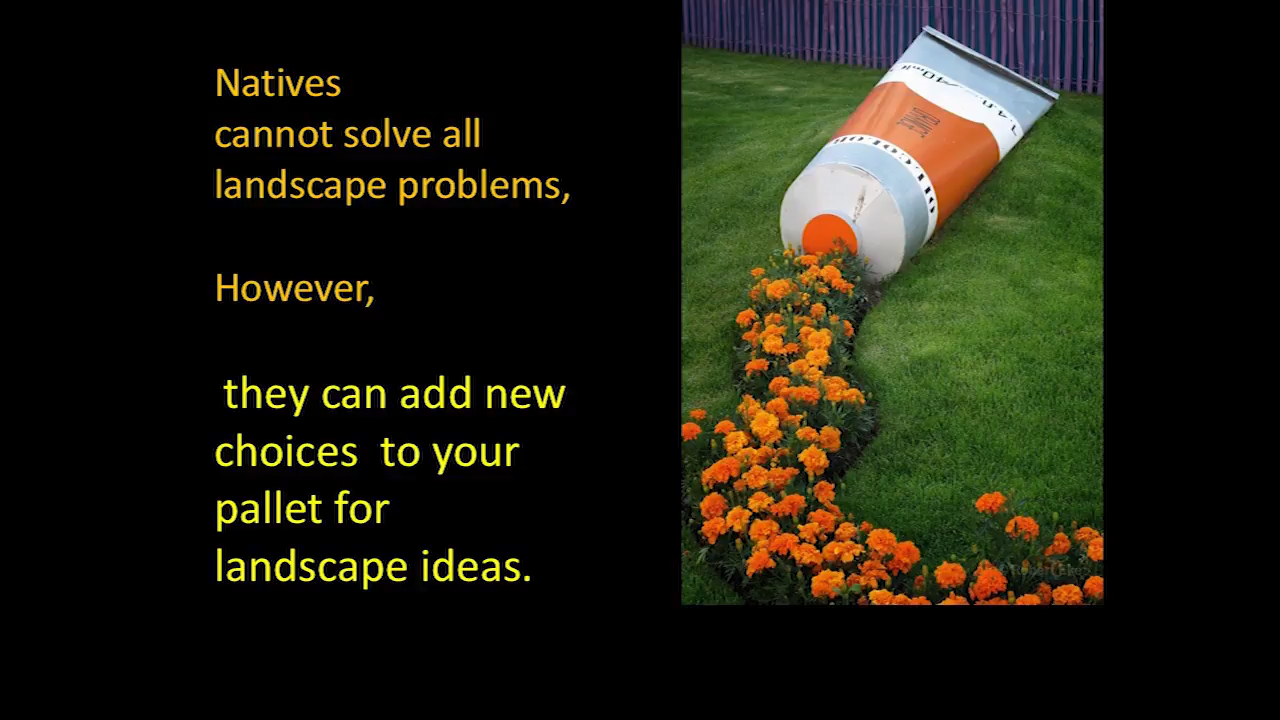 Natives
cannot solve all
landscape problems,
However,
they can add new
choices  to your
pallet for
landscape ideas.